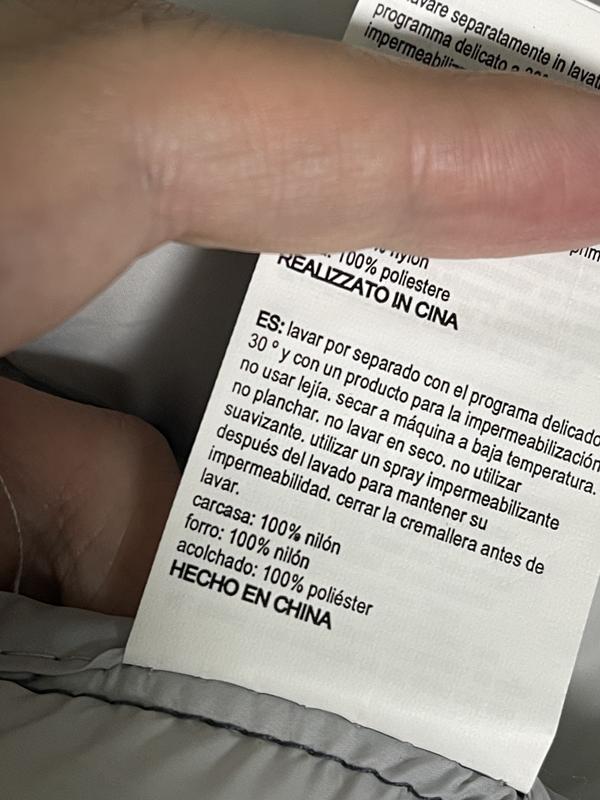 lavare separatamente in
programma delicato a
REALIZZATO IN CINA
100% poliestere
nylon
ES: lavar por separado con el programa delicado
30 º y con un producto para la impermeabilización
no usar lejía. secar a máquina a baja temperatura.
no planchar. no lavar en seco. no utilizar
suavizante. utilizar un spray impermeabilizante
después del lavado para mantener su
impermeabilidad. cerrar la cremallera antes de
lavar.
carcasa: 100% nilón
forro: 100% nilón
acolchado: 100% poliéster
HECHO EN CHINA